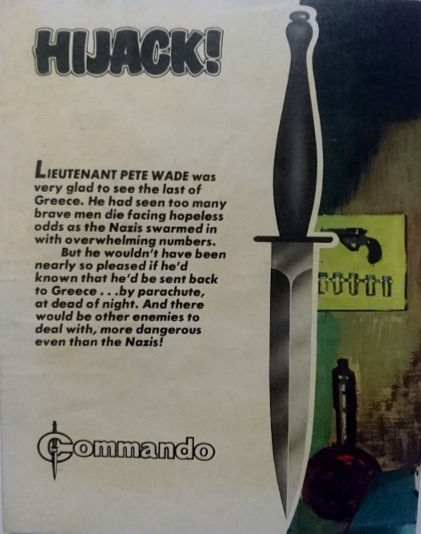 HIJACK!
LIEUTENANT PETE WADE was
very glad to see the last of
Greece. He had seen too many
brave men die facing hopeless
odds as the Nazis swarmed in
with overwhelming numbers.
But he wouldn't have been
nearly so pleased if he'd
known that he'd be sent back
to Greece . . . by parachute,
at dead of night. And there
would be other enemies to
deal with, more dangerous
even than the Nazis!
Commando